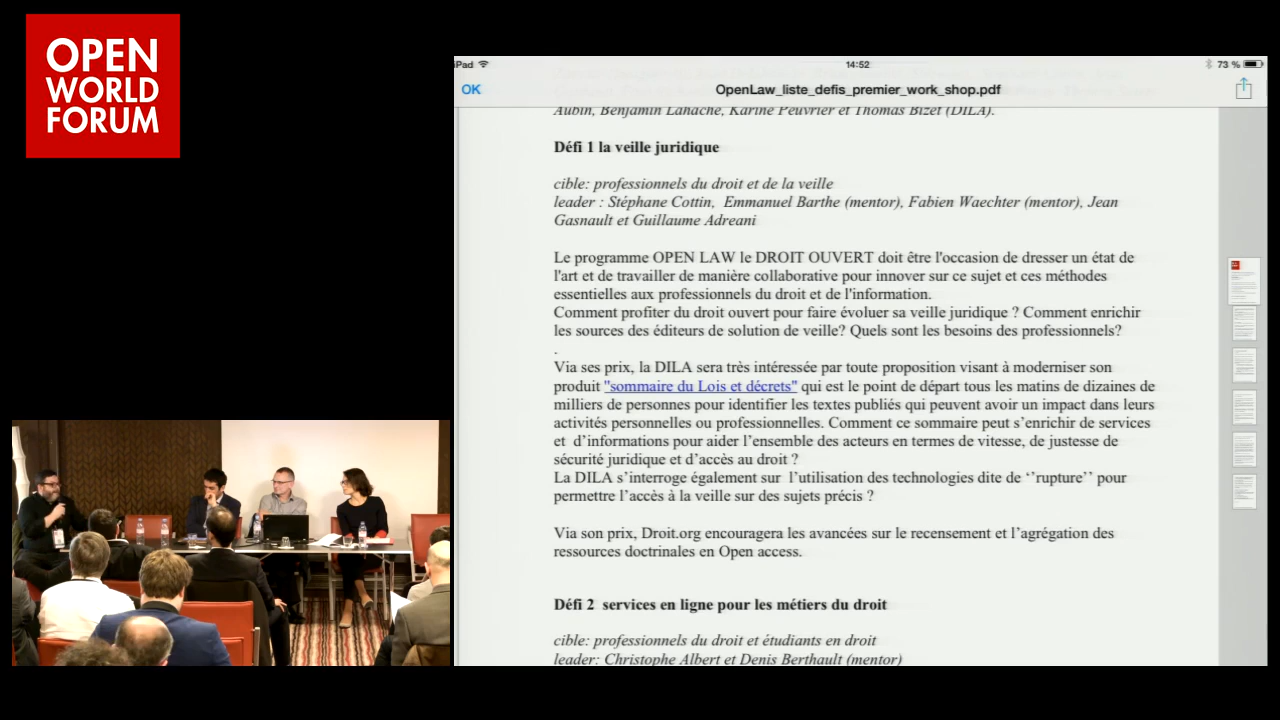 OPEN
WORLD
FORUM
iPad
14:52
73 %
OK
OpenLaw_liste_defis_premier_work_shop.pdf
Aubin, Benjamin Lahache, Karine Peuvrier et Thomas Bizet (DILA).
Défi 1 la veille juridique
cible: professionnels du droit et de la veille
leader : Stéphane Cottin, Emmanuel Barthe (mentor), Fabien Waechter (mentor), Jean
Gasnault et Guillaume Adreani
Le programme OPEN LAW le DROIT OUVERT doit être l'occasion de dresser un état de
l'art et de travailler de manière collaborative pour innover sur ce sujet et ces méthodes
essentielles aux professionnels du droit et de l'information.
Comment profiter du droit ouvert pour faire évoluer sa veille juridique ? Comment enrichir
les sources des éditeurs de solution de veille? Quels sont les besoins des professionnels?
.
Via ses prix, la DILA sera très intéressée par toute proposition visant à moderniser son
produit "sommaire du Lois et décrets" qui est le point de départ tous les matins de dizaines de
milliers de personnes pour identifier les textes publiés qui peuvent avoir un impact dans leurs
activités personnelles ou professionnelles. Comment ce sommaire peut s’enrichir de services
et d’informations pour aider l’ensemble des acteurs en termes de vitesse, de justesse de
sécurité juridique et d’accès au droit ?
La DILA s’interroge également sur l’utilisation des technologies dite de ‘’rupture’’ pour
permettre l’accès à la veille sur des sujets précis ?
Via son prix, Droit.org encouragera les avancées sur le recensement et l’agrégation des
ressources doctrinales en Open access.
Défi 2 services en ligne pour les métiers du droit
cible: professionnels du droit et étudiants en droit
leader: Christophe Albert et Denis Berthault (mentor)